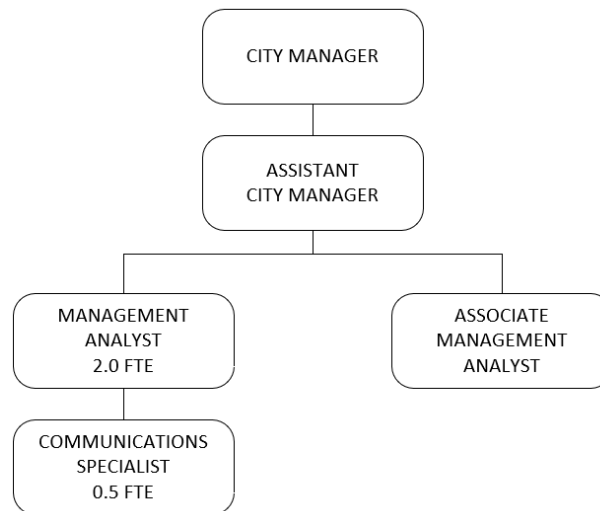 CITY MANAGER
ASSISTANT
CITY MANAGER
MANAGEMENT
ANALYST
2.0 FTE
ASSOCIATE
MANAGEMENT
ANALYST
COMMUNICATIONS
SPECIALIST
0.5 FTE